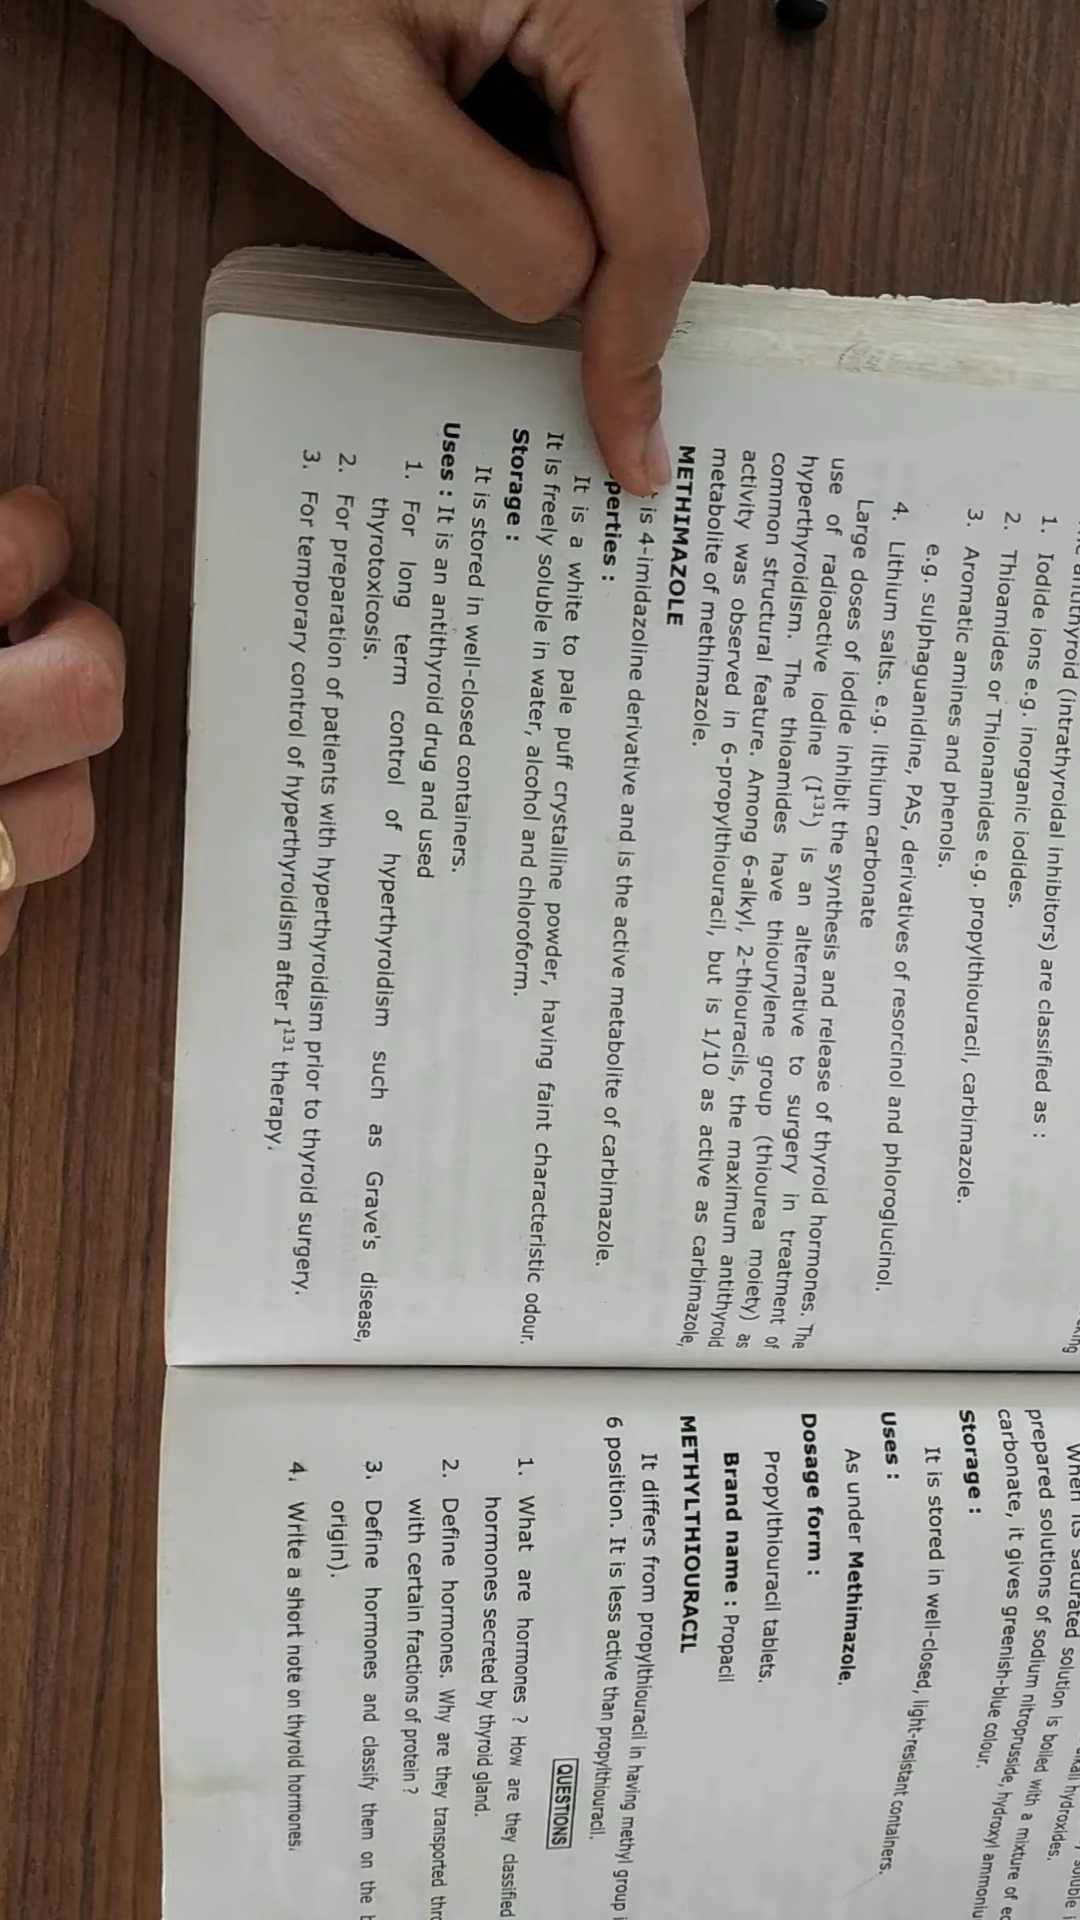 (intrathyroidal inhibitors) are classified as :
1. Iodide ions e.g. inorganic iodides.
2. Thioamides or Thionamides e.g. propylthiouracil, carbimazole.
3. Aromatic amines and phenols.
e.g. sulphaguanidine, PAS, derivatives of resorcinol and phloroglucinol.
4. Lithium salts. e.g. lithium carbonate
Large doses of iodide inhibit the synthesis and release of thyroid hormones. The
use of radioactive iodine (I¹³¹) is an alternative to surgery in treatment of
hyperthyroidism. The thioamides have thiourylene group (thiourea moiety) as
common structural feature. Among 6-alkyl, 2-thiouracils, the maximum antithyroid
activity was observed in 6-propylthiouracil, but is 1/10 as active as carbimazole,
metabolite of methimazole.
METHIMAZOLE
is 4-imidazoline derivative and is the active metabolite of carbimazole.
perties :
It is a white to pale puff crystalline powder, having faint characteristic odour.
It is freely soluble in water, alcohol and chloroform.
Storage :
It is stored in well-closed containers.
Uses : It is an antithyroid drug and used
1. For long term control of hyperthyroidism such as Grave's disease,
thyrotoxicosis.
2. For preparation of patients with hyperthyroidism prior to thyroid surgery.
3. For temporary control of hyperthyroidism after I¹³¹ therapy.
When its saturated solution is boiled with a mixture of
prepared solutions of sodium nitroprusside, hydroxyl
carbonate, it gives greenish-blue colour.
Storage :
It is stored in well-closed, light-resistant containers.
Uses :
As under Methimazole.
Dosage form :
Propylthiouracil tablets.
Brand name : Propacil
METHYLTHIOURACIL
It differs from propylthiouracil in having methyl group
6 position. It is less active than propylthiouracil.
QUESTIONS
1. What are hormones ? How are they classified
hormones secreted by thyroid gland.
2. Define hormones. Why are they transported
with certain fractions of protein ?
3. Define hormones and classify them on the
origin).
4. Write a short note on thyroid hormones.